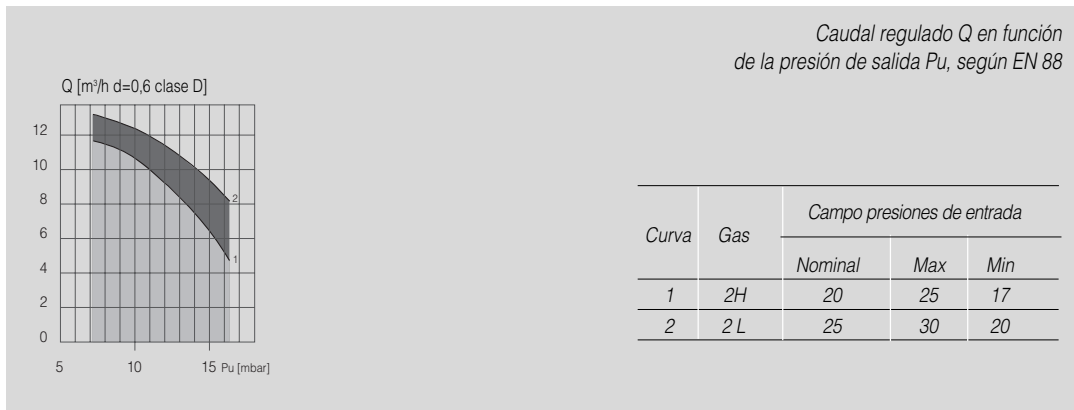 Caudal regulado Q en función
de la presión de salida Pu, según EN 88
Q [m³/h d=0,6 clase D]
12
10
8
6
4
2
0
2
1
5 10 15 Pu [mbar]
Curva Gas Campo presiones de entrada
Nominal Max Min
1 2H 20 25 17
2 2 L 25 30 20